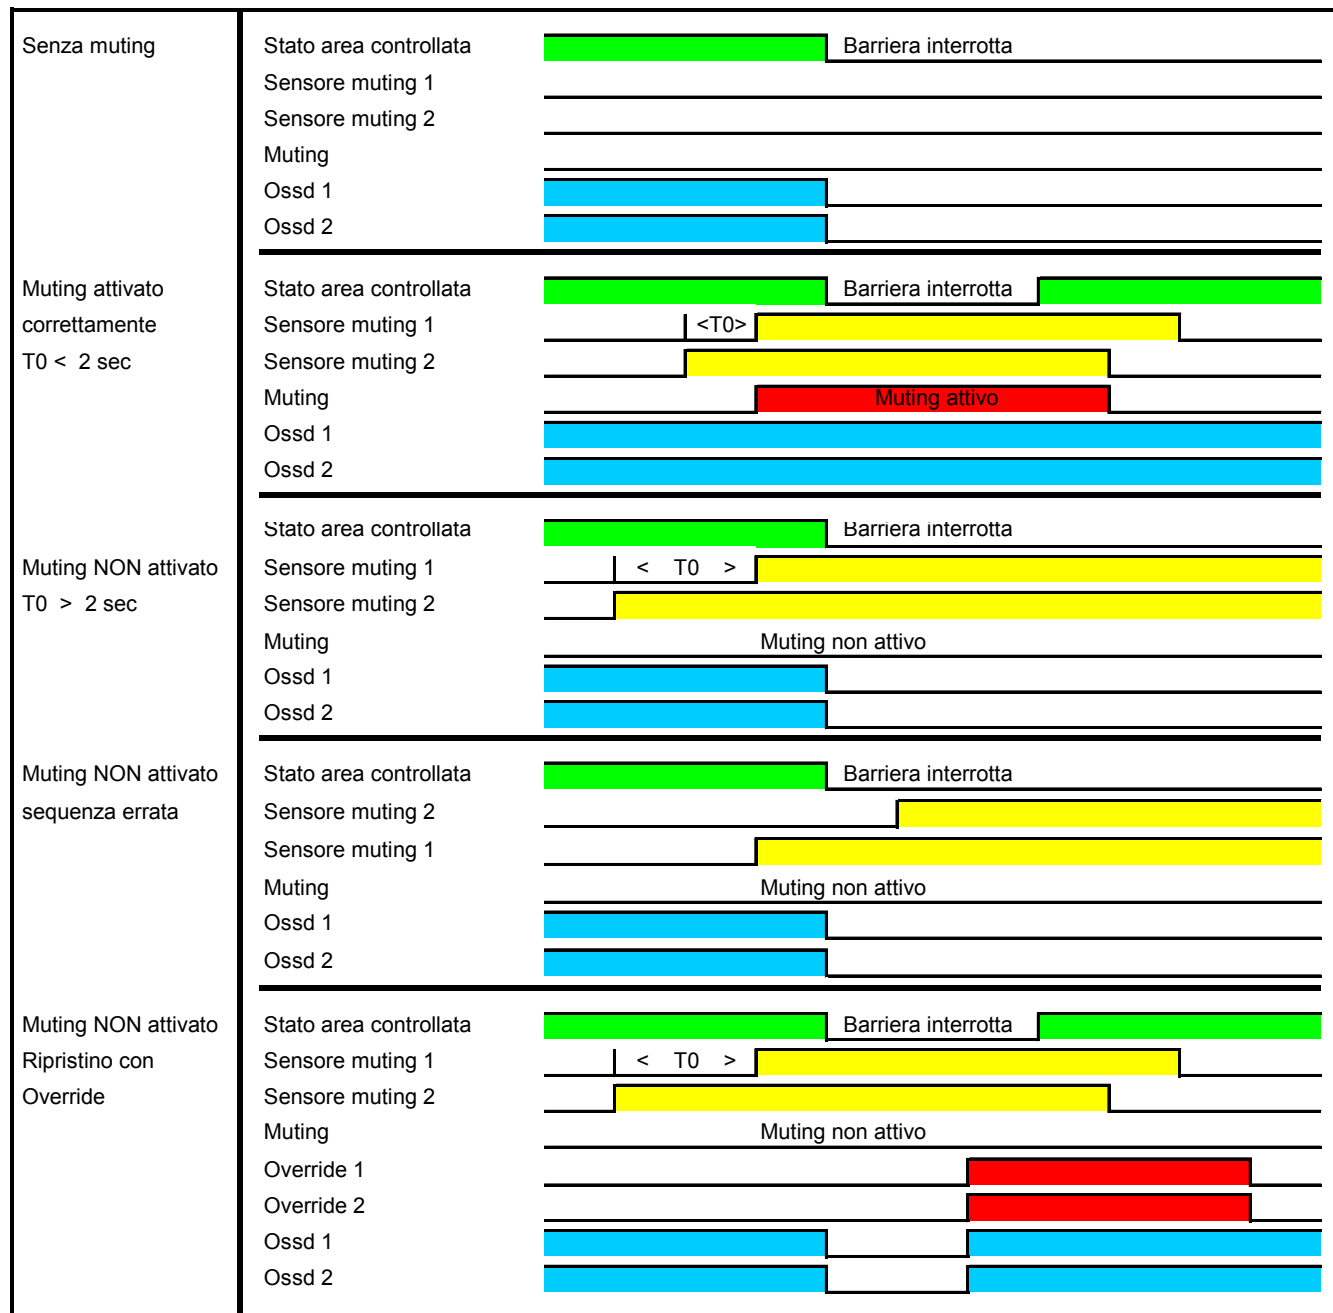 Senza muting
Stato area controllata
Barriera interrotta
Sensore muting 1
Sensore muting 2
Muting
Ossd 1
Ossd 2
Muting attivato
correttamente
T0 < 2 sec
Stato area controllata
Barriera interrotta
Sensore muting 1
<T0>
Sensore muting 2
Muting
Muting attivo
Ossd 1
Ossd 2
Muting NON attivato
T0 > 2 sec
Stato area controllata
Barriera interrotta
Sensore muting 1
< T0 >
Sensore muting 2
Muting
Muting non attivo
Ossd 1
Ossd 2
Muting NON attivato
sequenza errata
Stato area controllata
Barriera interrotta
Sensore muting 2
Sensore muting 1
Muting
Muting non attivo
Ossd 1
Ossd 2
Muting NON attivato
Ripristino con
Override
Stato area controllata
Barriera interrotta
Sensore muting 1
< T0 >
Sensore muting 2
Muting
Muting non attivo
Override 1
Override 2
Ossd 1
Ossd 2